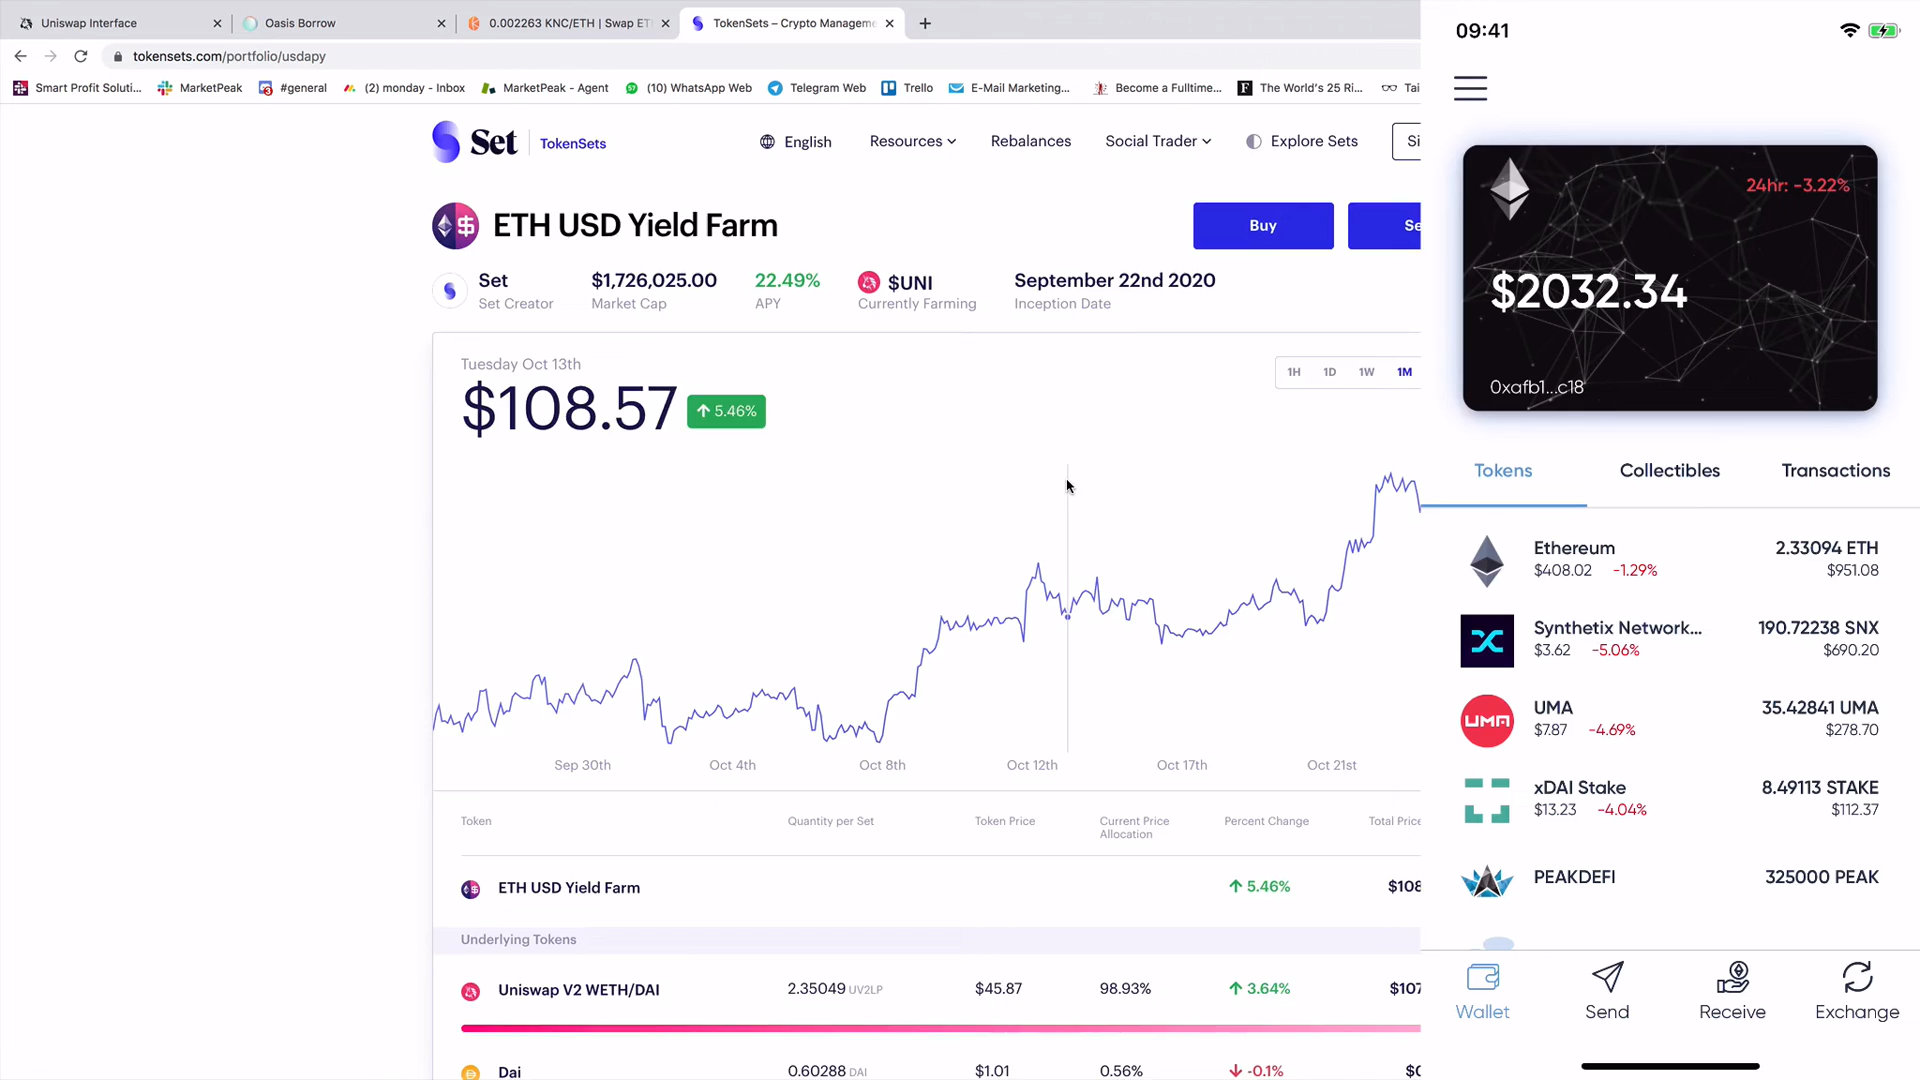 Uniswap Interface
Oasis Borrow
0.002263 KNC/ETH | Swap ET
TokenSets – Crypto Manageme
tokensets.com/portfolio/usdapy
Smart Profit Soluti...
MarketPeak
#general
(2) monday - Inbox
MarketPeak - Agent
(10) WhatsApp Web
Telegram Web
Trello
E-Mail Marketing...
Become a Fulltime...
The World's 25 Ri...
Tai
Set
TokenSets
English
Resources
Rebalances
Social Trader
Explore Sets
Si
ETH USD Yield Farm
Buy
Se
Set
Set Creator
$1,726,025.00
Market Cap
22.49%
APY
$UNI
Currently Farming
September 22nd 2020
Inception Date
Tuesday Oct 13th
$108.57
5.46%
1H 1D 1W 1M
Sep 30th Oct 4th Oct 8th Oct 12th Oct 17th Oct 21st
Token
Quantity per Set
Token Price
Current Price
Allocation
Percent Change
Total Price
ETH USD Yield Farm
5.46%
$108
Underlying Tokens
Uniswap V2 WETH/DAI
2.35049 UV2LP
$45.87
98.93%
3.64%
$107
Dai
0.60288 DAI
$1.01
0.56%
-0.1%
$0
09:41
24hr: -3.22%
$2032.34
0xafb1...c18
Tokens
Collectibles
Transactions
Ethereum
2.33094 ETH
$408.02 -1.29%
$951.08
Synthetix Network...
190.72238 SNX
$3.62 -5.06%
$690.20
UMA
UMA
35.42841 UMA
$7.87 -4.69%
$278.70
xDAI Stake
8.49113 STAKE
$13.23 -4.04%
$112.37
PEAKDEFI
325000 PEAK
Wallet
Send
Receive
Exchange